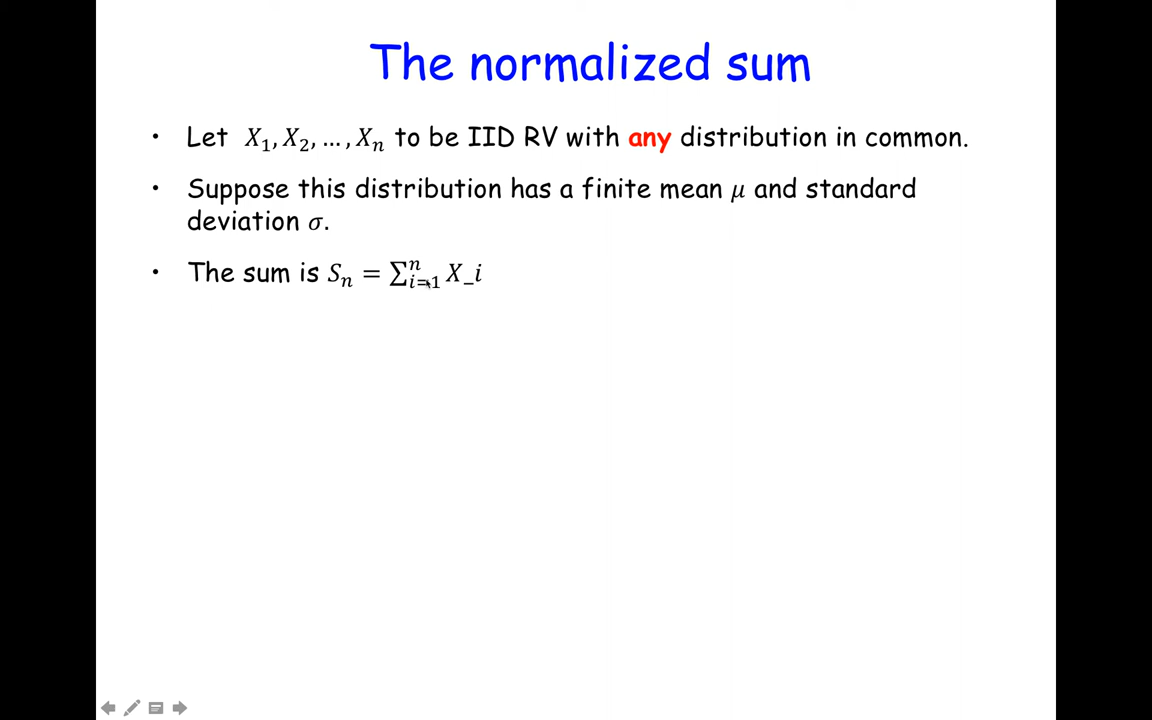 The normalized sum
• Let X₁, X₂, … , Xₙ to be IID RV with any distribution in common.
• Suppose this distribution has a finite mean μ and standard
deviation σ.
• The sum is Sₙ = ∑ⁿᵢ₌₁ X_i